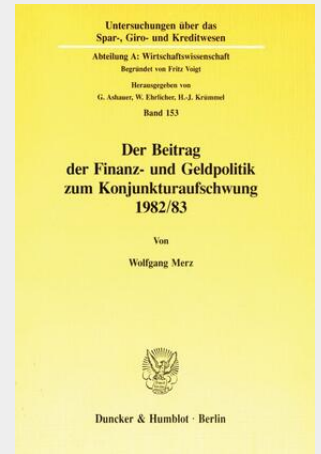 Untersuchungen über das
Spar-, Giro- und Kreditwesen
Abteilung A: Wirtschaftswissenschaft
Begründet von Fritz Voigt
Herausgegeben von
G. Ashauer, W. Ehrlicher, H.-J. Krümmel
Band 153
Der Beitrag
der Finanz- und Geldpolitik
zum Konjunkturaufschwung
1982/83
Von
Wolfgang Merz
Duncker & Humblot · Berlin